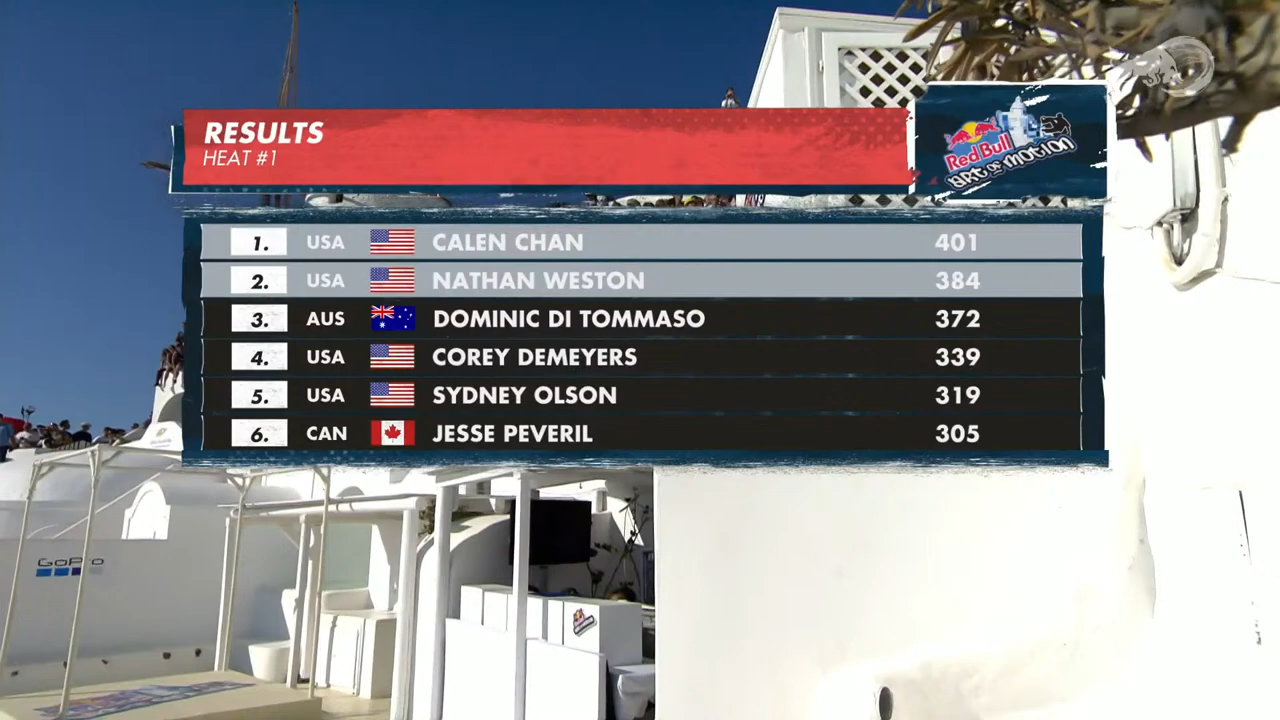 RESULTS
HEAT #1
Red Bull
ART OF MOTION
1. USA CALEN CHAN 401
2. USA NATHAN WESTON 384
3. AUS DOMINIC DI TOMMASO 372
4. USA COREY DEMEYERS 339
5. USA SYDNEY OLSON 319
6. CAN JESSE PEVERIL 305
GoPro